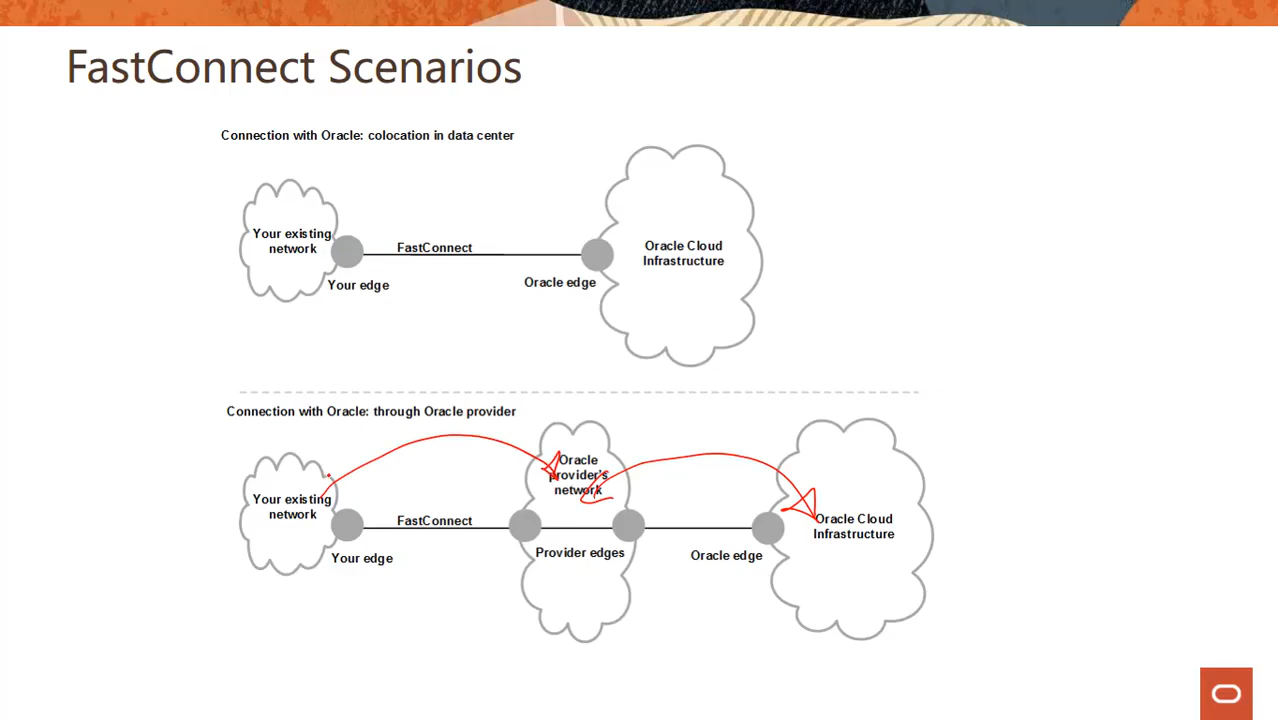 FastConnect Scenarios
Connection with Oracle: colocation in data center
Your existing
network
FastConnect
Your edge
Oracle edge
Oracle Cloud
Infrastructure
Connection with Oracle: through Oracle provider
Your existing
network
FastConnect
Your edge
Oracle
provider's
network
Provider edges
Oracle edge
Oracle Cloud
Infrastructure